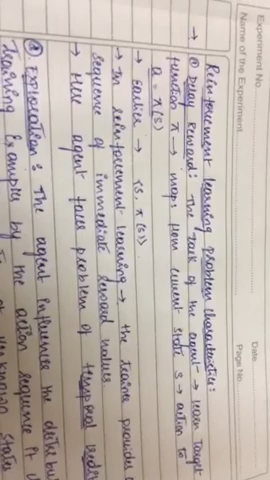 Experiment No.
Date
Name of the Experiment
Page No.
Reinforcement learning problem characteristics:
→ ① Delay Reward: The task of the agent → learn Target
function π → maps from current state s → action to
a = π(s)
→ Earlier → (s, π(s)).
→ In reinforcement learning → the trainer provides
sequence of immediate reward values
→ Here agent faces problem of temporal
② EXPLORATION: The agent influences the
training Examples by the action sequence it